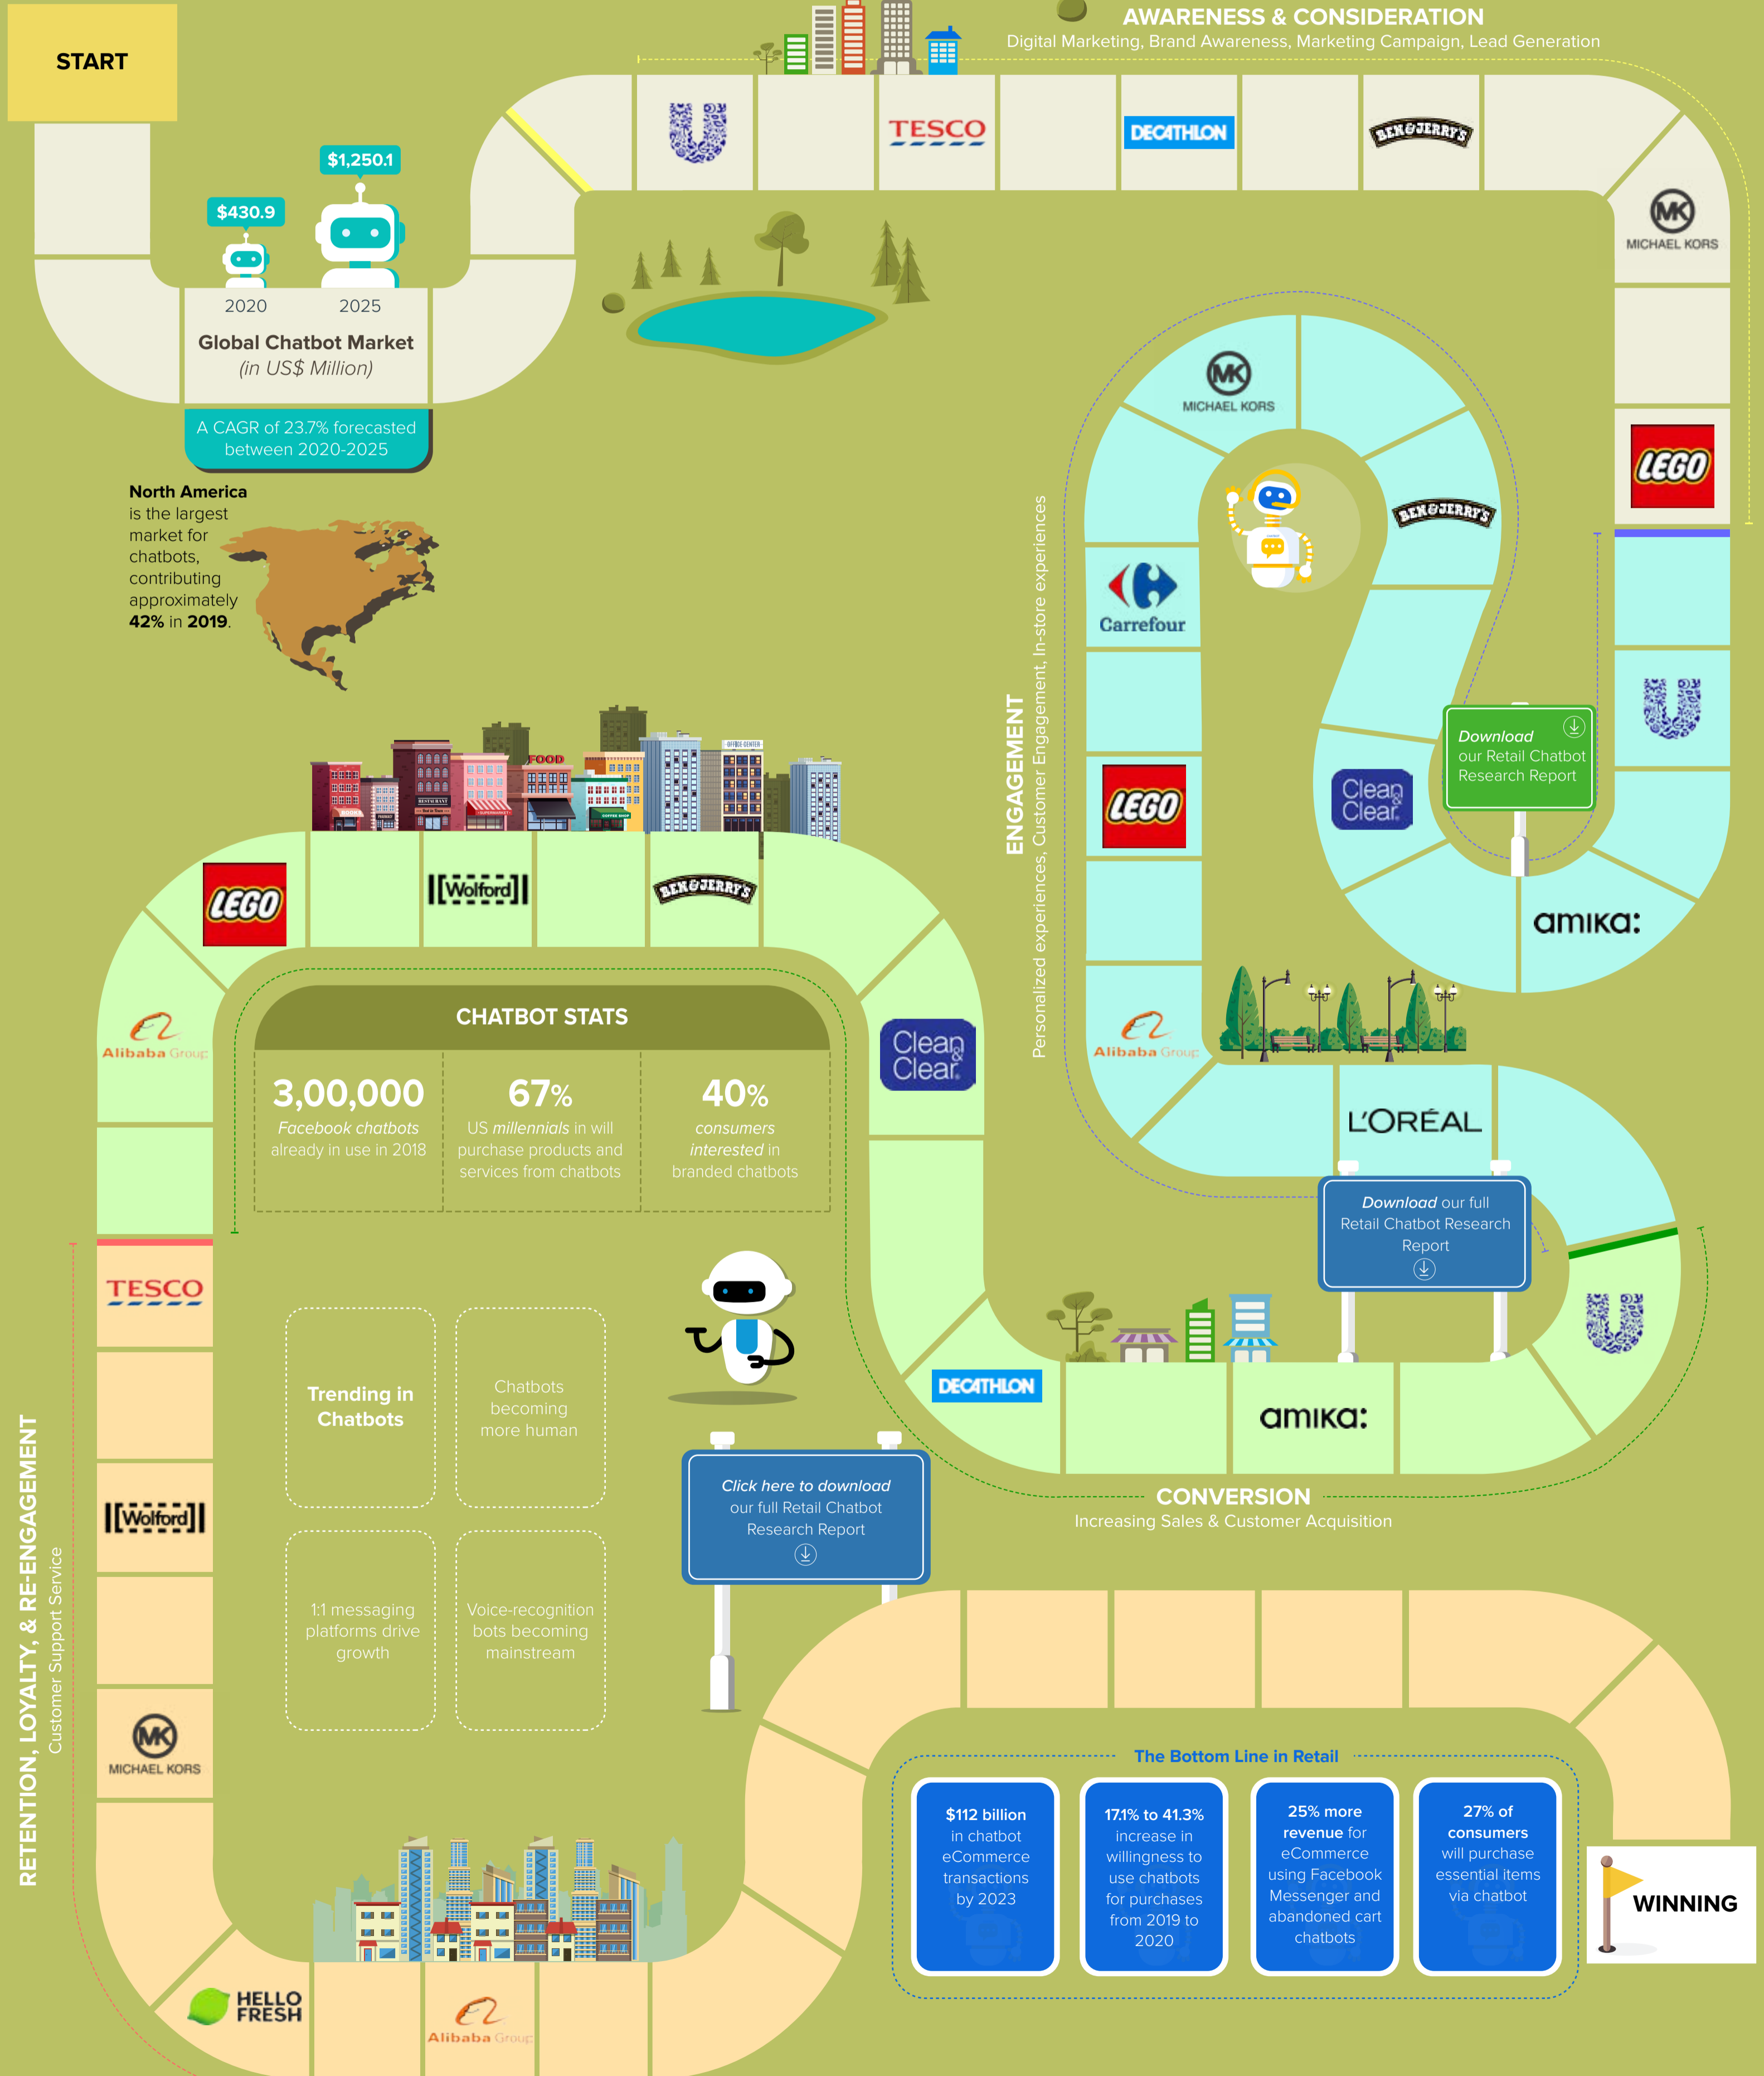 START
AWARENESS & CONSIDERATION
Digital Marketing, Brand Awareness, Marketing Campaign, Lead Generation
TESCO
DECATHLON
BEN&JERRY'S
MK
MICHAEL KORS
LEGO
$430.9
$1,250.1
2020
2025
Global Chatbot Market
(in US$ Million)
A CAGR of 23.7% forecasted
between 2020-2025
North America
is the largest
market for
chatbots,
contributing
approximately
42% in 2019.
ENGAGEMENT
Personalized experiences, Customer Engagement, In-store experiences
Download
our Retail Chatbot
Research Report
amika:
Clean
&
Clear
BEN&JERRY'S
MK
MICHAEL KORS
Carrefour
LEGO
Alibaba Group
L'ORÉAL
Download our full
Retail Chatbot Research
Report
CONVERSION
Increasing Sales & Customer Acquisition
amika:
DECATHLON
Clean
&
Clear
FOOD
OFFICE CENTER
RESTAURANT
SUPERMARKET
COFFEE SHOP
BEN&JERRY'S
Wolford
LEGO
Alibaba Group
CHATBOT STATS
3,00,000
Facebook chatbots
already in use in 2018
67%
US millennials in will
purchase products and
services from chatbots
40%
consumers
interested in
branded chatbots
RETENTION, LOYALTY, & RE-ENGAGEMENT
Customer Support Service
TESCO
Wolford
MK
MICHAEL KORS
HELLO
FRESH
Alibaba Group
Trending in
Chatbots
Chatbots
becoming
more human
1:1 messaging
platforms drive
growth
Voice-recognition
bots becoming
mainstream
Click here to download
our full Retail Chatbot
Research Report
The Bottom Line in Retail
$112 billion
in chatbot
eCommerce
transactions
by 2023
17.1% to 41.3%
increase in
willingness to
use chatbots
for purchases
from 2019 to
2020
25% more
revenue for
eCommerce
using Facebook
Messenger and
abandoned cart
chatbots
27% of
consumers
will purchase
essential items
via chatbot
WINNING